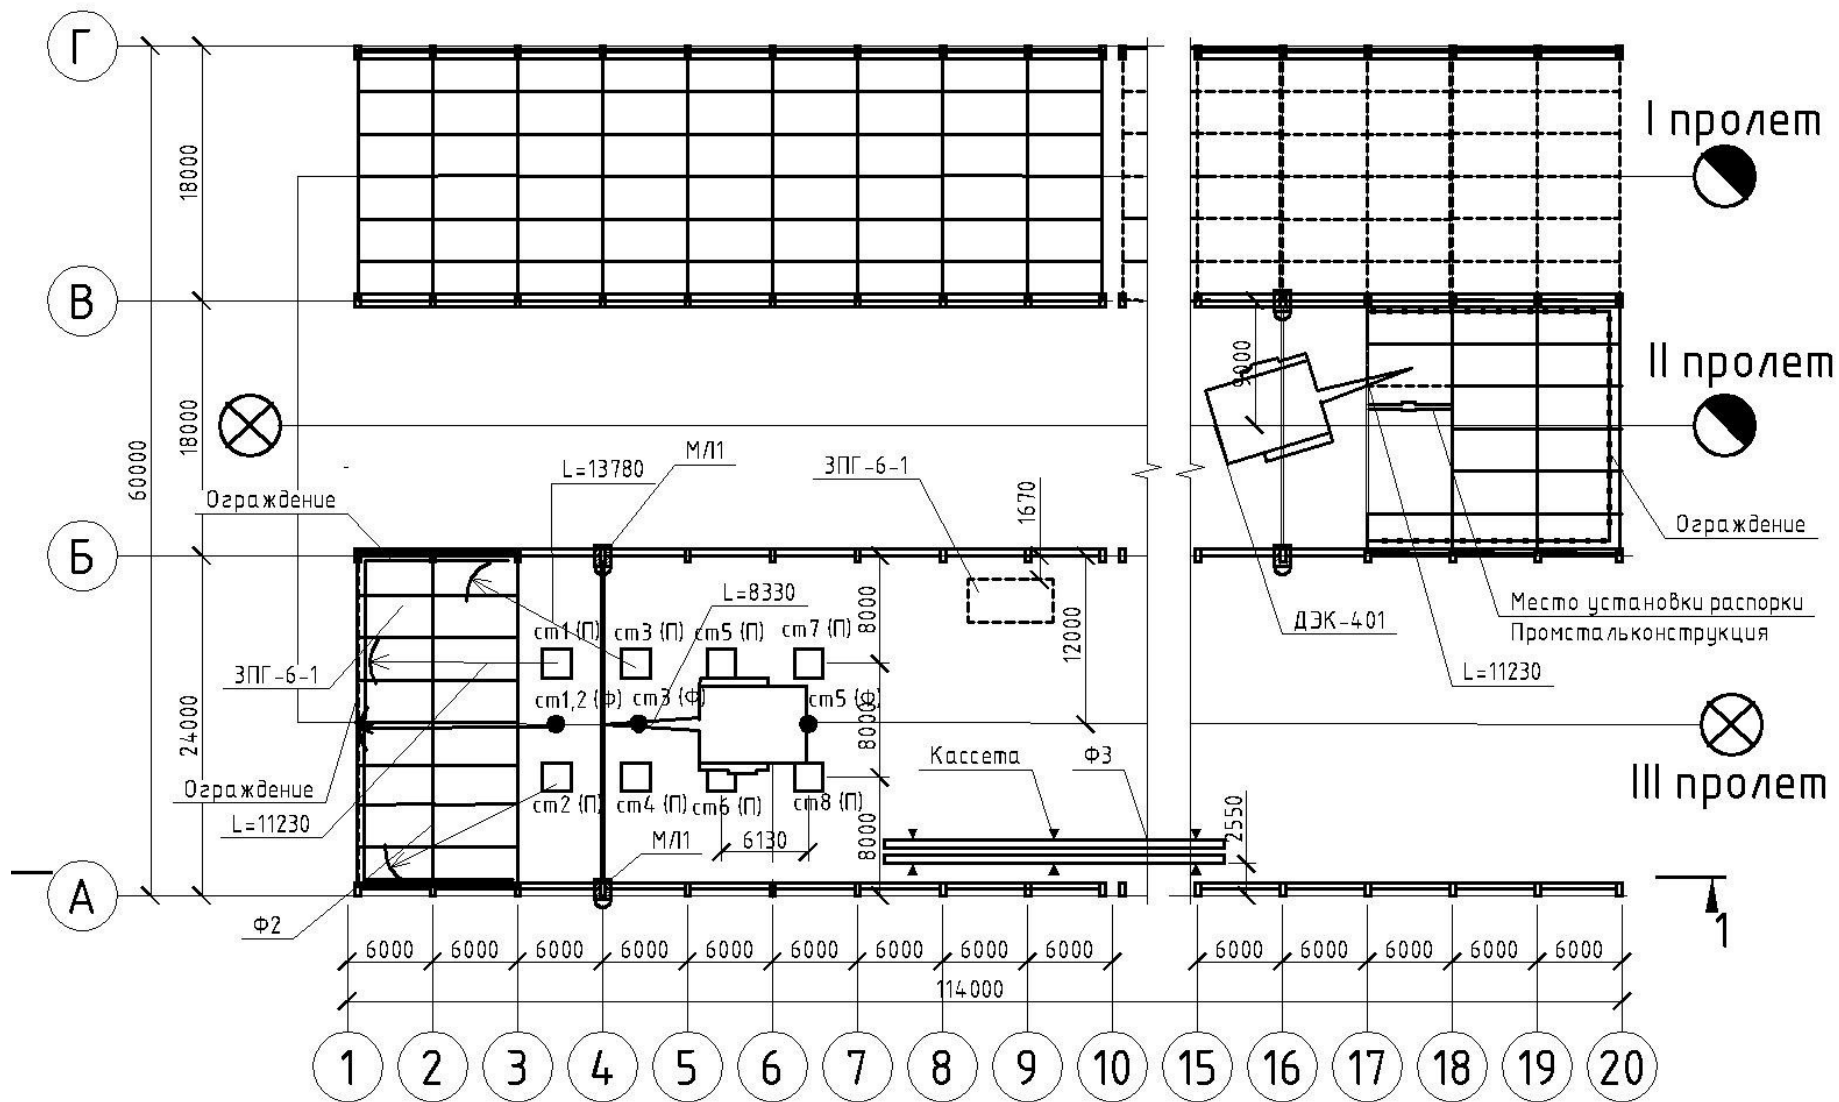 Г
I пролет
18000
В
9000
II пролет
18000
60000
МЛ1
ЗПГ-6-1
L=13780
Ограждение
1670
Ограждение
Б
L=8330
8000
Место установки распорки
Промстальконструкция
ДЭК-401
ст1 (П)
ст3 (П)
ст5 (П)
ст7 (П)
12000
ЗПГ-6-1
L=11230
ст1,2 (Ф)
ст3 (Ф)
ст5 (Ф)
24000
8000
Кассета
Ф3
III пролет
Ограждение
ст2 (П)
ст4 (П)
ст6 (П)
ст8 (П)
L=11230
МЛ1
6130
8000
2550
А
Ф2
1
6000 6000 6000 6000 6000 6000 6000 6000 6000 6000 6000 6000 6000 6000
114000
1 2 3 4 5 6 7 8 9 10 15 16 17 18 19 20